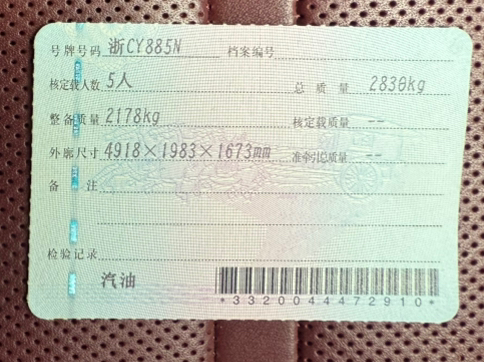 号牌号码 浙CY885N 档案编号
核定载人数 5人 总质量 2830kg
整备质量 2178kg 核定载质量 --
外廓尺寸 4918×1983×1673mm 准牵引总质量 --
备注
检验记录
汽油
*3320044472910*